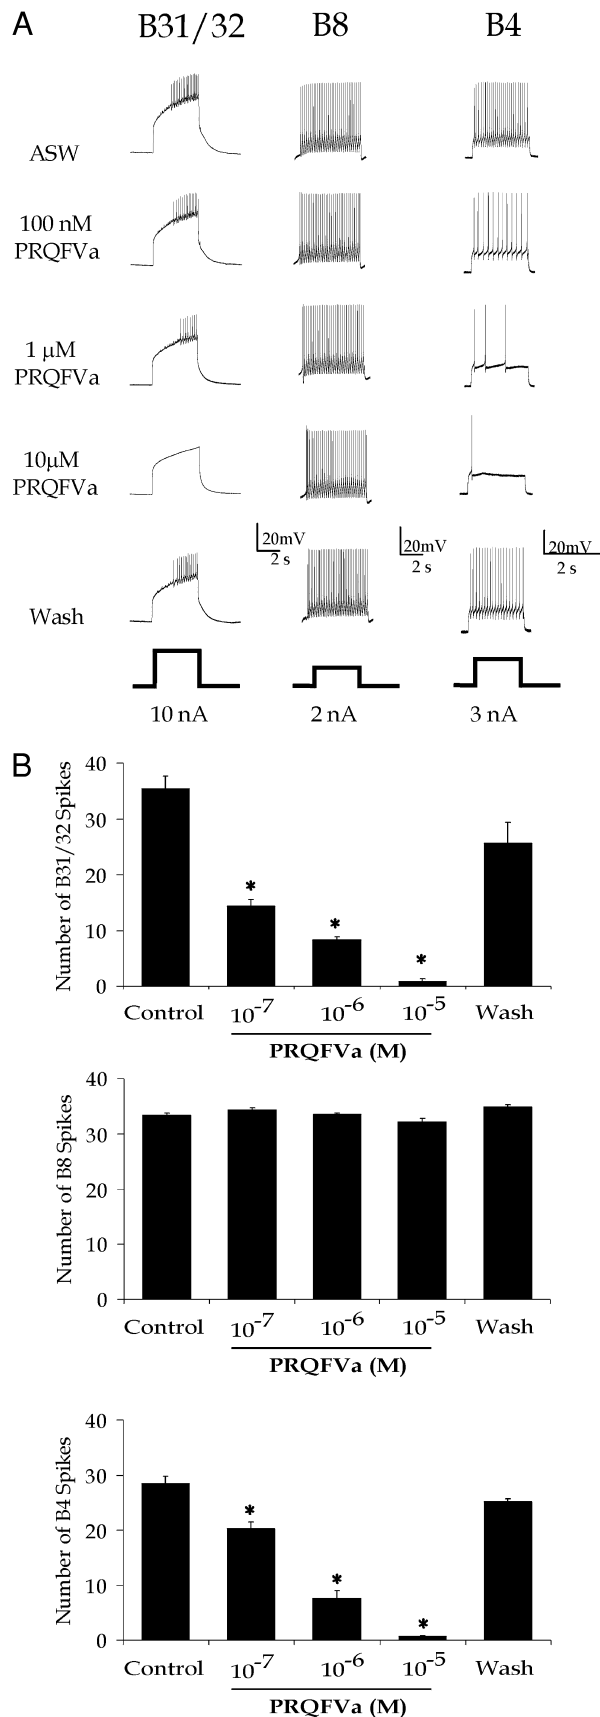 A
B31/32 B8 B4
ASW
100 nM
PRQFVa
1 µM
PRQFVa
10µM
PRQFVa
20mV 20mV 20mV
2 s 2 s 2 s
Wash
10 nA 2 nA 3 nA
B
Number of B31/32 Spikes
40
30
20
10
0
* * *
Control 10-7 10-6 10-5 Wash
PRQFVa (M)
Number of B8 Spikes
40
30
20
10
0
Control 10-7 10-6 10-5 Wash
PRQFVa (M)
Number of B4 Spikes
40
30
20
10
0
* * *
Control 10-7 10-6 10-5 Wash
PRQFVa (M)